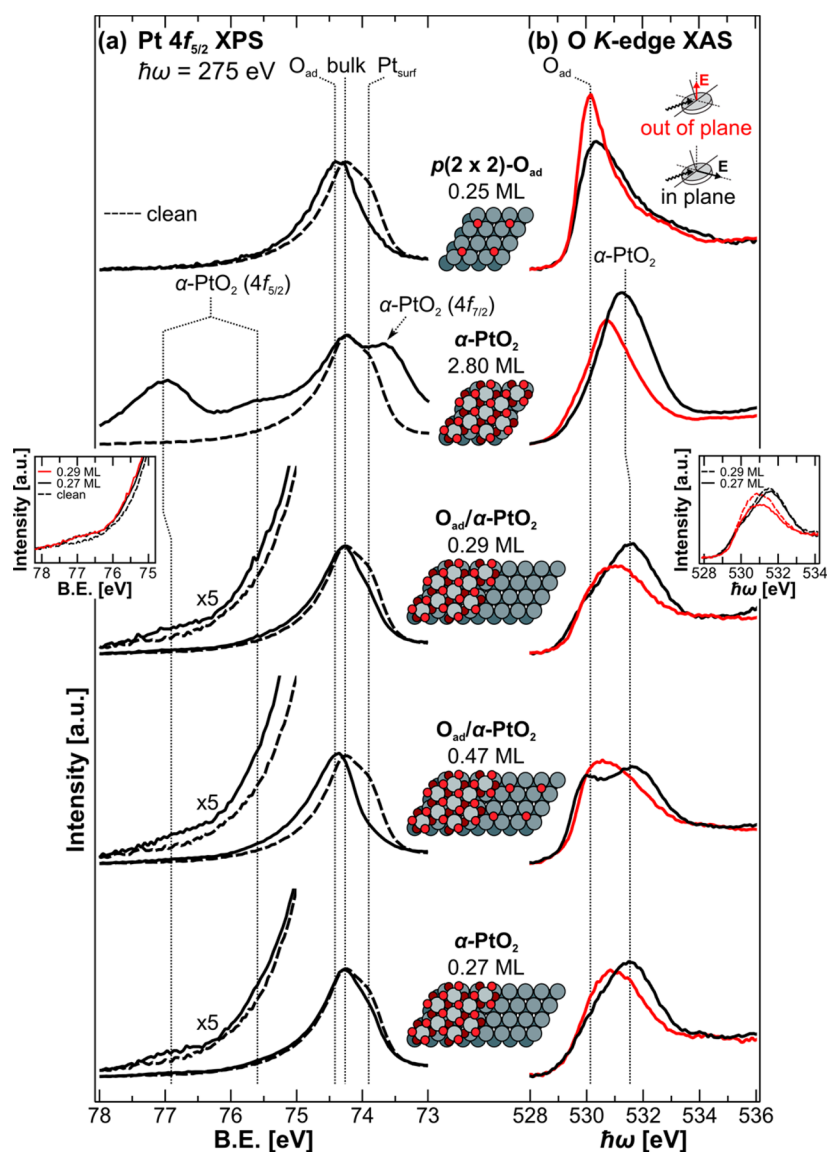 (a) Pt 4f5/2 XPS
ħω = 275 eV
Oad bulk Ptsurf
clean
(b) O K-edge XAS
Oad
E
out of plane
E
in plane
p(2 x 2)-Oad
0.25 ML
α-PtO2 (4f5/2)
α-PtO2 (4f7/2)
α-PtO2
2.80 ML
α-PtO2
Intensity [a.u.]
0.29 ML
0.27 ML
clean
78 77 76 75
B.E. [eV]
x5
Oad/α-PtO2
0.29 ML
Intensity [a.u.]
0.29 ML
0.27 ML
528 530 532 534
ħω [eV]
x5
Oad/α-PtO2
0.47 ML
x5
α-PtO2
0.27 ML
Intensity [a.u.]
78 77 76 75 74 73
B.E. [eV]
528 530 532 534 536
ħω [eV]